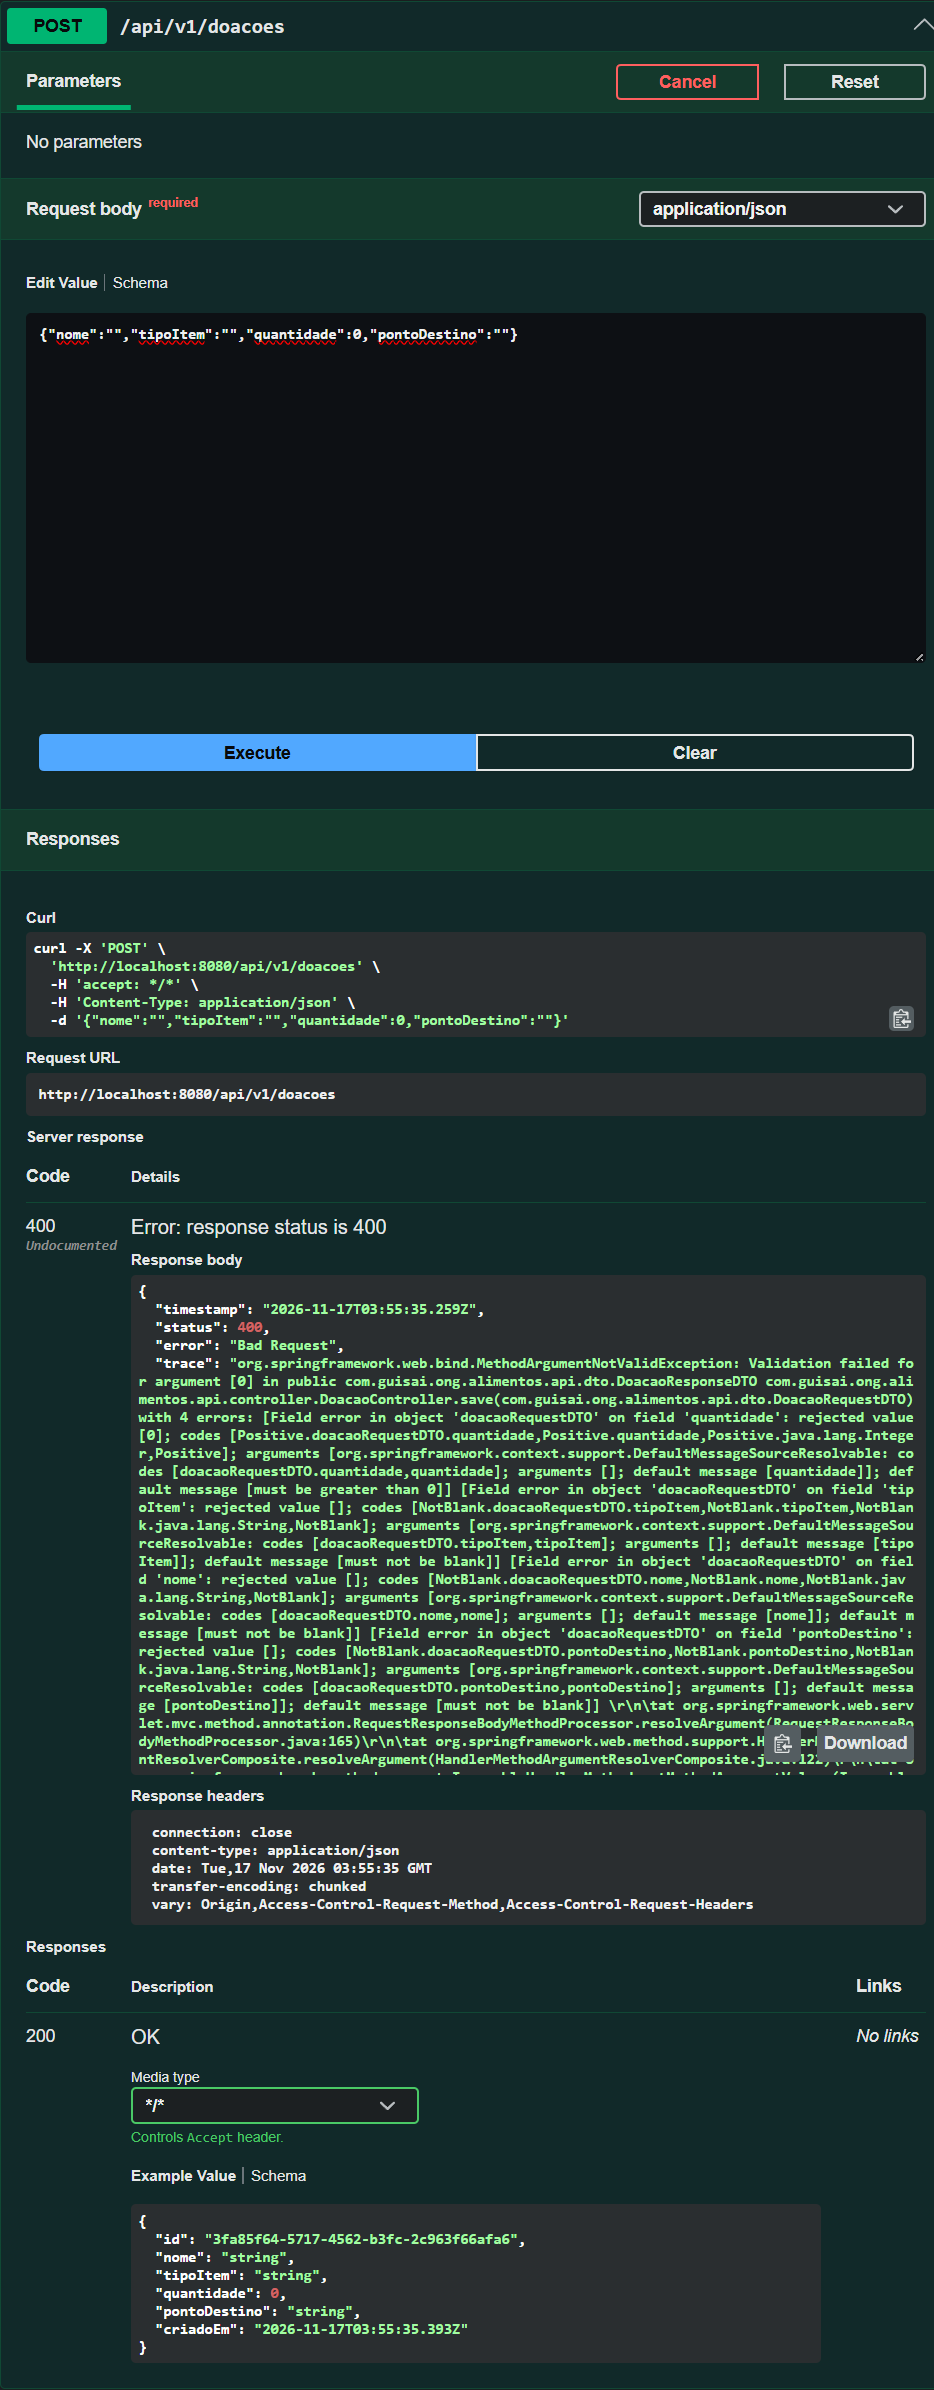 POST /api/v1/doacoes
Parameters
Cancel
Reset
No parameters
Request body required
application/json
Edit Value Schema
{"nome":"","tipoItem":"","quantidade":0,"pontoDestino":""}
Execute
Clear
Responses
Curl
curl -X 'POST' \
'http://localhost:8080/api/v1/doacoes' \
-H 'accept: */*' \
-H 'Content-Type: application/json' \
-d '{"nome":"","tipoItem":"","quantidade":0,"pontoDestino":""}'
Request URL
http://localhost:8080/api/v1/doacoes
Server response
Code Details
400 Error: response status is 400
Undocumented
Response body
{
"timestamp": "2026-11-17T03:55:35.259Z",
"status": 400,
"error": "Bad Request",
"trace": "org.springframework.web.bind.MethodArgumentNotValidException: Validation failed fo
r argument [0] in public com.guisai.ong.alimentos.api.dto.DoacaoResponseDTO com.guisai.ong.al
imentos.api.controller.DoacaoController.save(com.guisai.ong.alimentos.api.dto.DoacaoRequestDTO)
with 4 errors: [Field error in object 'doacaoRequestDTO' on field 'quantidade': rejected value
[0]; codes [Positive.doacaoRequestDTO.quantidade,Positive.quantidade,Positive.java.lang.Intege
r,Positive]; arguments [org.springframework.context.support.DefaultMessageSourceResolvable: co
des [doacaoRequestDTO.quantidade,quantidade]; arguments []; default message [quantidade]]; def
ault message [must be greater than 0]] [Field error in object 'doacaoRequestDTO' on field 'tip
oItem': rejected value []; codes [NotBlank.doacaoRequestDTO.tipoItem,NotBlank.tipoItem,NotBlan
k.java.lang.String,NotBlank]; arguments [org.springframework.context.support.DefaultMessageSou
rceResolvable: codes [doacaoRequestDTO.tipoItem,tipoItem]; arguments []; default message [tipo
Item]]; default message [must not be blank]] [Field error in object 'doacaoRequestDTO' on fiel
d 'nome': rejected value []; codes [NotBlank.doacaoRequestDTO.nome,NotBlank.nome,NotBlank.jav
a.lang.String,NotBlank]; arguments [org.springframework.context.support.DefaultMessageSourceRe
solvable: codes [doacaoRequestDTO.nome,nome]; arguments []; default message [nome]]; default m
essage [must not be blank]] [Field error in object 'doacaoRequestDTO' on field 'pontoDestino':
rejected value []; codes [NotBlank.doacaoRequestDTO.pontoDestino,NotBlank.pontoDestino,NotBlan
k.java.lang.String,NotBlank]; arguments [org.springframework.context.support.DefaultMessageSou
rceResolvable: codes [doacaoRequestDTO.pontoDestino,pontoDestino]; arguments []; default messa
ge [pontoDestino]]; default message [must not be blank]] \r\n\tat org.springframework.web.serv
let.mvc.method.annotation.RequestResponseBodyMethodProcessor.resolveArgument(RequestResponseBo
dyMethodProcessor.java:165)\r\n\tat org.springframework.web.method.support.
Download
ntResolverComposite.resolveArgument(HandlerMethodArgumentResolverComposite.java:122)
Response headers
connection: close
content-type: application/json
date: Tue,17 Nov 2026 03:55:35 GMT
transfer-encoding: chunked
vary: Origin,Access-Control-Request-Method,Access-Control-Request-Headers
Responses
Code Description Links
200 OK No links
Media type
*/*
Controls Accept header.
Example Value Schema
{
"id": "3fa85f64-5717-4562-b3fc-2c963f66afa6",
"nome": "string",
"tipoItem": "string",
"quantidade": 0,
"pontoDestino": "string",
"criadoEm": "2026-11-17T03:55:35.393Z"
}